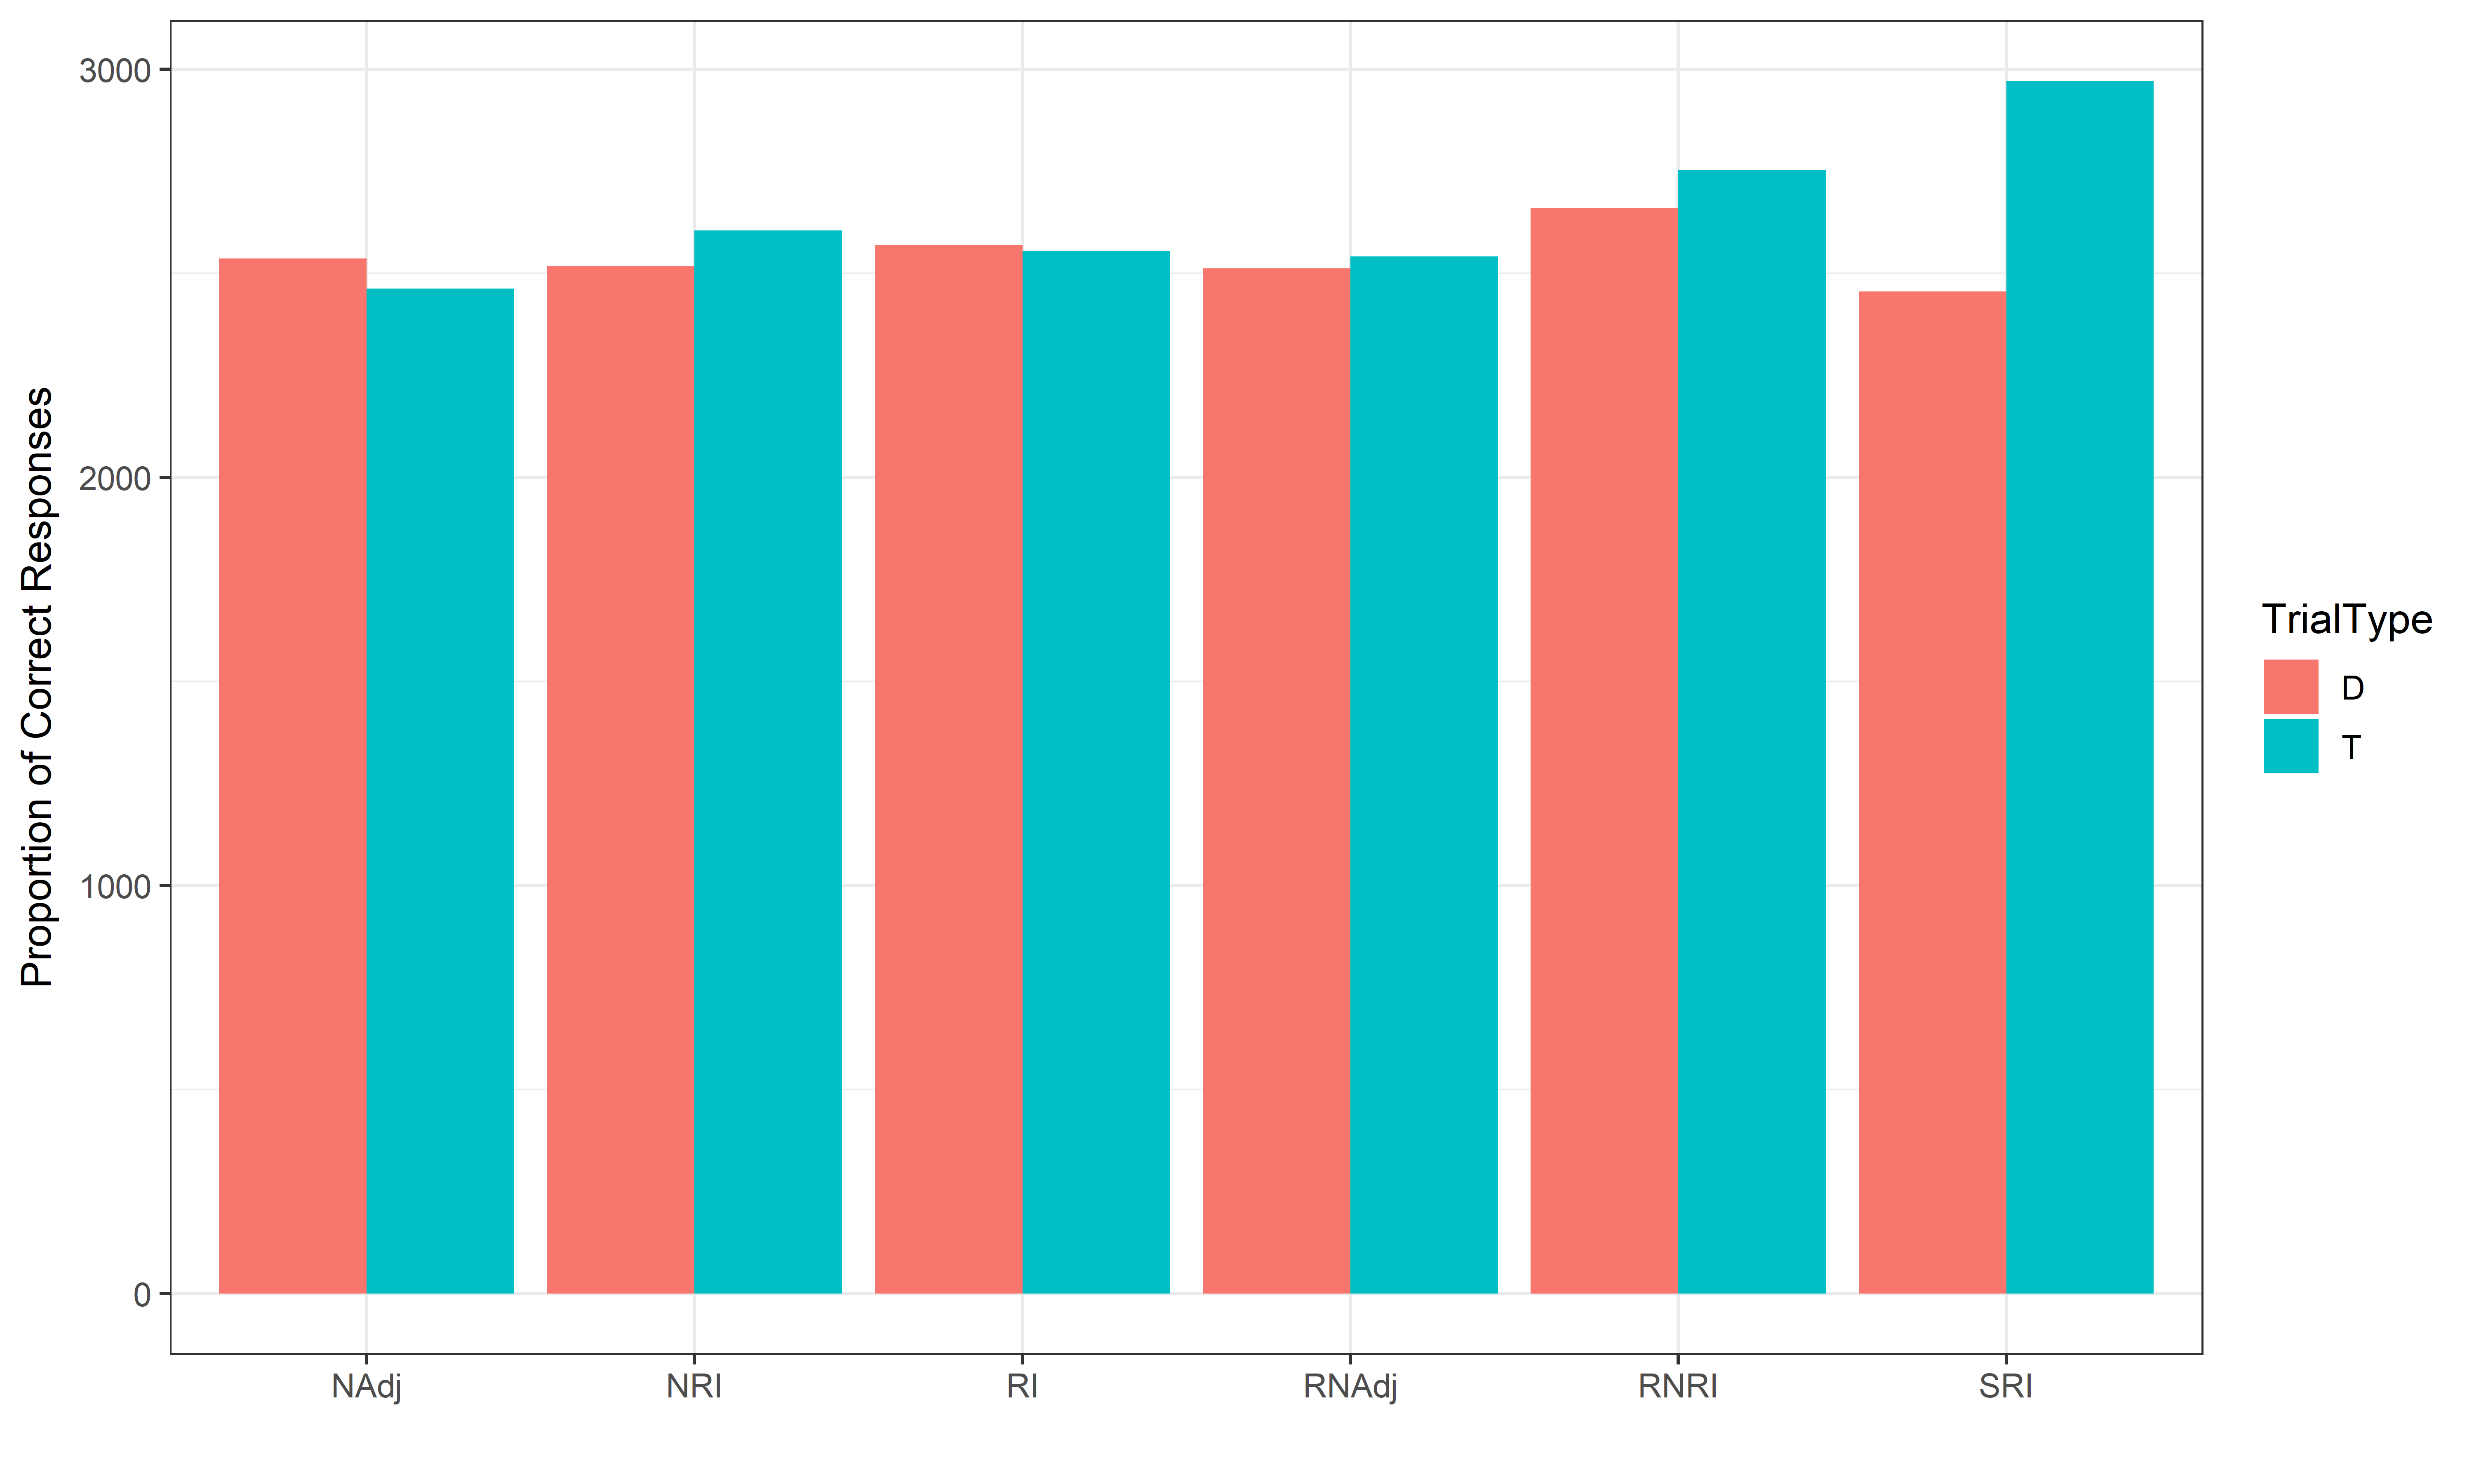 3000
2000
1000
0
Proportion of Correct Responses
NAdj
NRI
RI
RNAdj
RNRI
SRI
TrialType
D
T